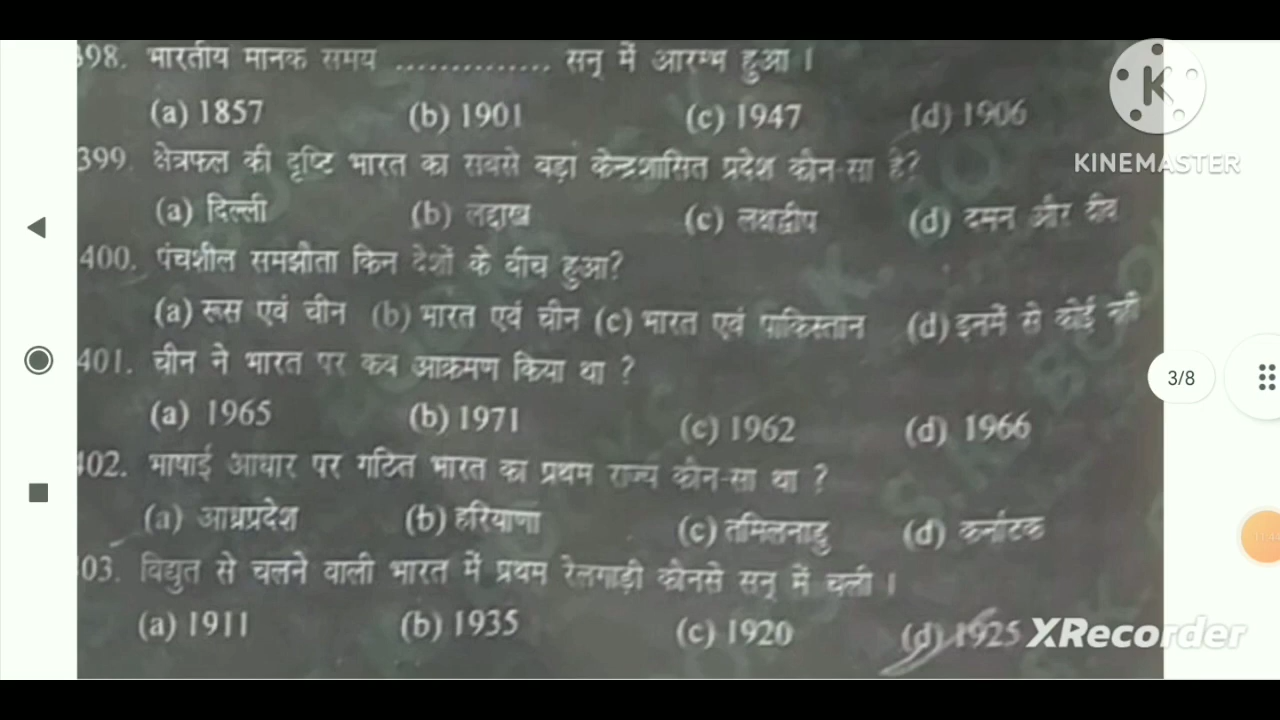 398. भारतीय मानक समय .............. सन् में आरम्भ हुआ ।
(a) 1857 (b) 1901 (c) 1947 (d) 1906
399. क्षेत्रफल की दृष्टि भारत का सबसे बड़ा केन्द्रशासित प्रदेश कौन-सा है?
(a) दिल्ली (b) लद्दाख (c) लक्षद्वीप (d) दमन और दीव
400. पंचशील समझौता किन देशों के बीच हुआ?
(a) रूस एवं चीन (b) भारत एवं चीन (c) भारत एवं पाकिस्तान (d) इनमें से कोई नहीं
401. चीन ने भारत पर कब आक्रमण किया था ?
(a) 1965 (b) 1971 (c) 1962 (d) 1966
402. भाषाई आधार पर गठित भारत का प्रथम राज्य कौन-सा था ?
(a) आध्रप्रदेश (b) हरियाणा (c) तमिलनाडु (d) कर्नाटक
03. विद्युत से चलने वाली भारत में प्रथम रेलगाड़ी कौनसे सन् में चली ।
(a) 1911 (b) 1935 (c) 1920 (d) 1925
K
KINEMASTER
3/8
XRecorder